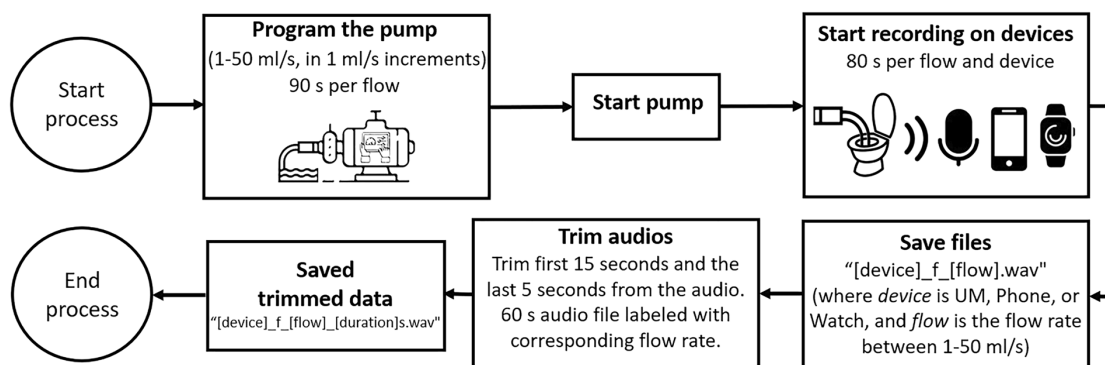 Start
process
Program the pump
(1-50 ml/s, in 1 ml/s increments)
90 s per flow
Start pump
Start recording on devices
80 s per flow and device
Save files
“[device]_f_[flow].wav"
(where device is UM, Phone, or
Watch, and flow is the flow rate
between 1-50 ml/s)
Trim audios
Trim first 15 seconds and the
last 5 seconds from the audio.
60 s audio file labeled with
corresponding flow rate.
Saved
trimmed data
“[device]_f_[flow]_[duration]s.wav"
End
process